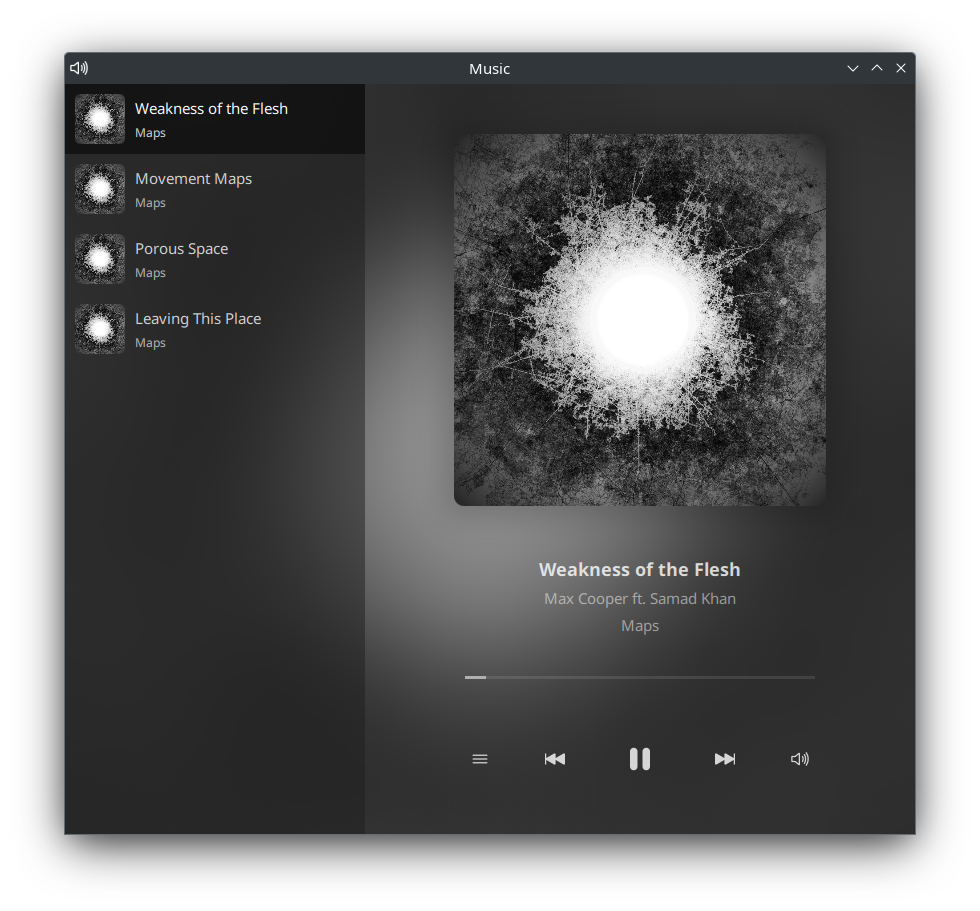 Music
Weakness of the Flesh
Maps
Movement Maps
Maps
Porous Space
Maps
Leaving This Place
Maps
Weakness of the Flesh
Max Cooper ft. Samad Khan
Maps